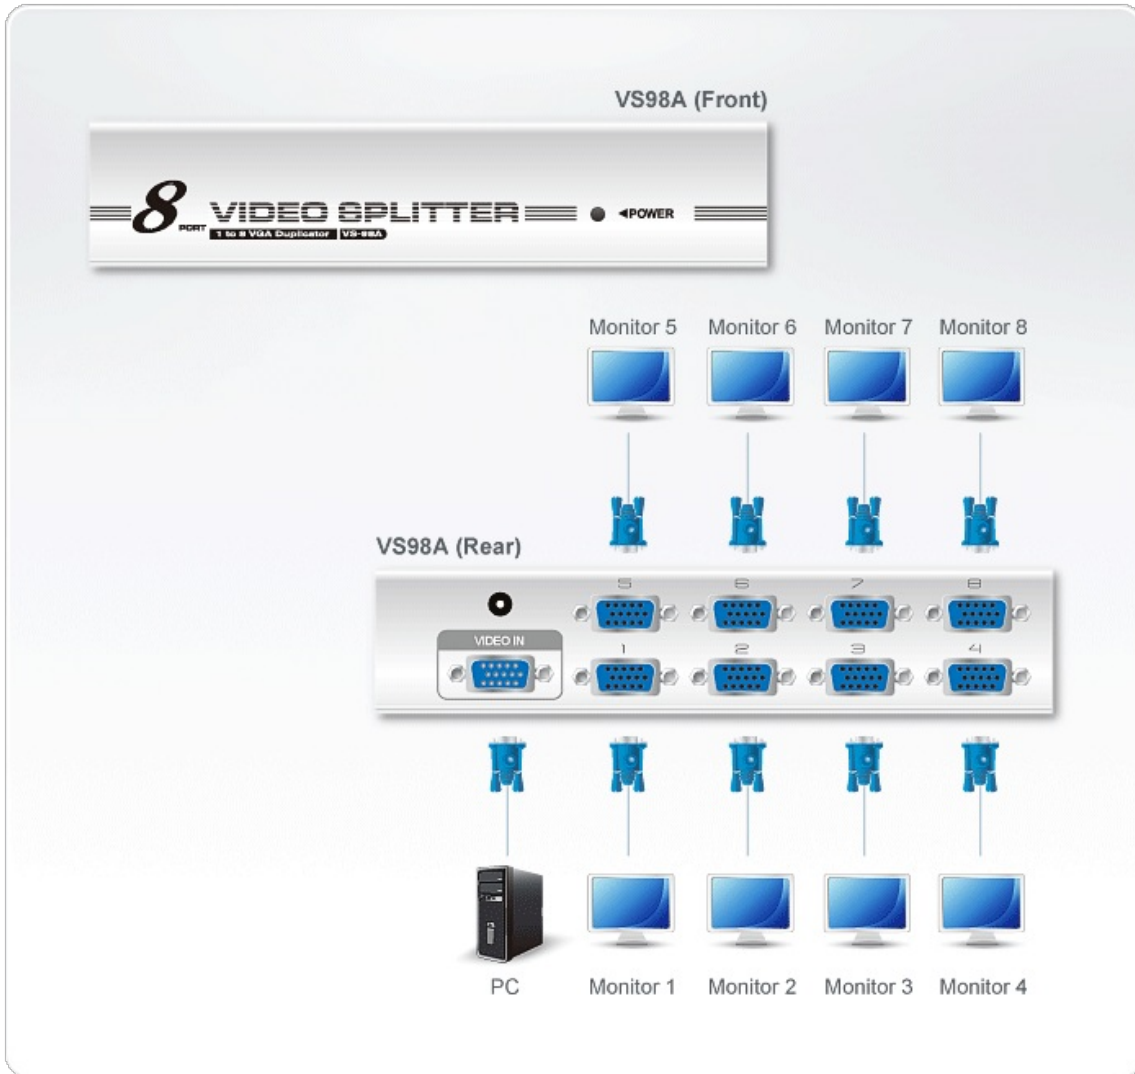 VS98A (Front)
8 PORT VIDEO SPLITTER ◄POWER
1 to 8 VGA Duplicator VS-98A
Monitor 5 Monitor 6 Monitor 7 Monitor 8
VS98A (Rear)
5 6 7 8
VIDEO IN
1 2 3 4
PC Monitor 1 Monitor 2 Monitor 3 Monitor 4